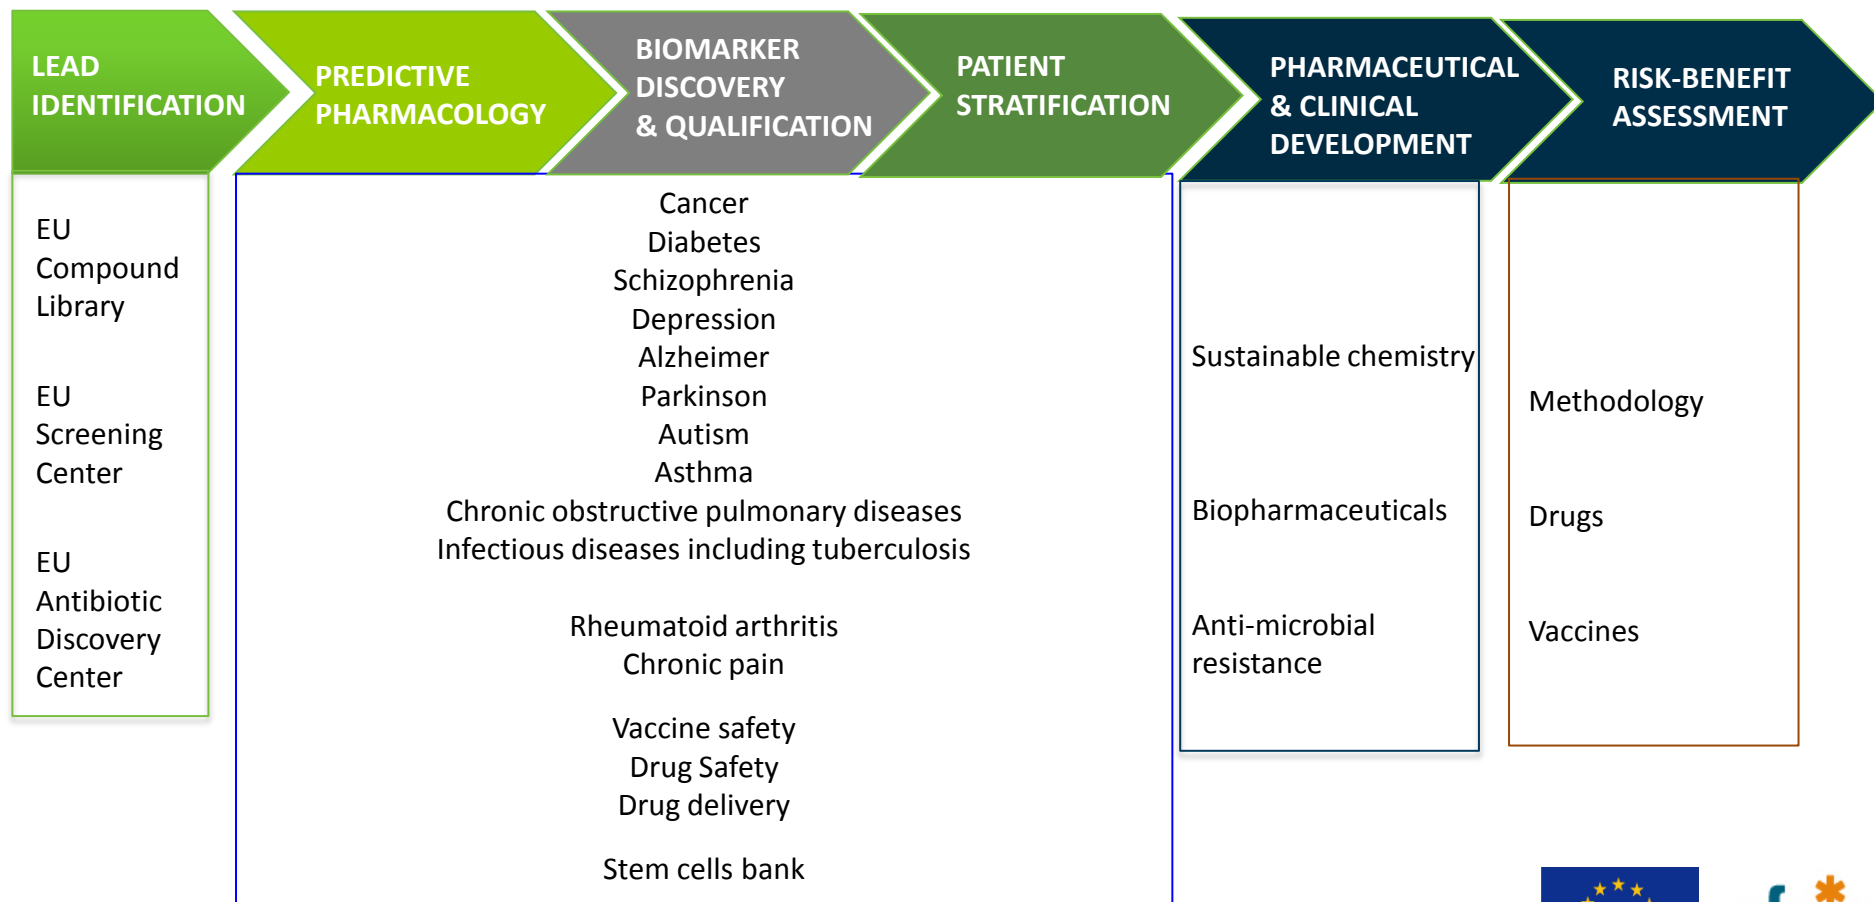 LEAD
IDENTIFICATION
PREDICTIVE
PHARMACOLOGY
BIOMARKER
DISCOVERY
& QUALIFICATION
PATIENT
STRATIFICATION
PHARMACEUTICAL
& CLINICAL
DEVELOPMENT
RISK-BENEFIT
ASSESSMENT
EU
Compound
Library
EU
Screening
Center
EU
Antibiotic
Discovery
Center
Cancer
Diabetes
Schizophrenia
Depression
Alzheimer
Parkinson
Autism
Asthma
Chronic obstructive pulmonary diseases
Infectious diseases including tuberculosis
Rheumatoid arthritis
Chronic pain
Vaccine safety
Drug Safety
Drug delivery
Stem cells bank
Sustainable chemistry
Biopharmaceuticals
Anti-microbial
resistance
Methodology
Drugs
Vaccines